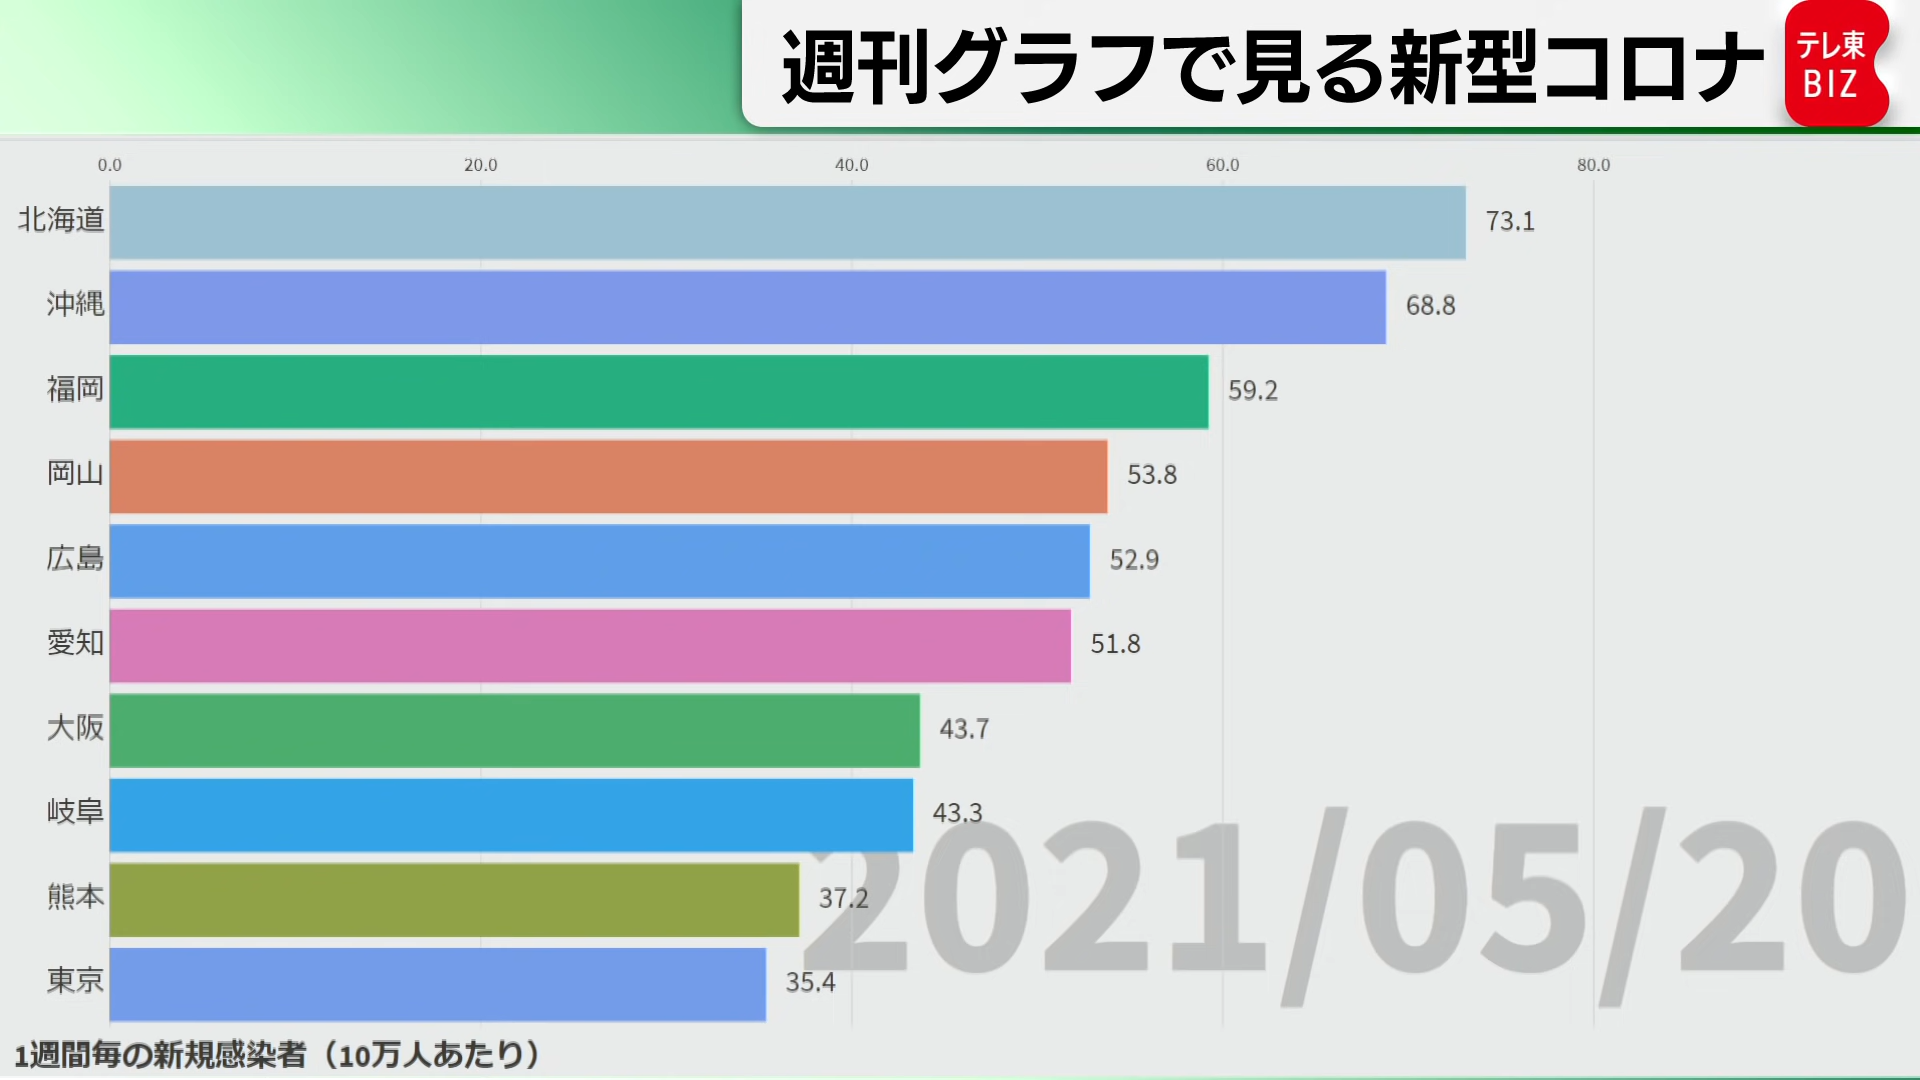 週刊グラフで見る新型コロナ
テレ東
BIZ
0.0 20.0 40.0 60.0 80.0
北海道 73.1
沖縄 68.8
福岡 59.2
岡山 53.8
広島 52.9
愛知 51.8
大阪 43.7
岐阜 43.3
熊本 37.2
東京 35.4
2021/05/20
1週間毎の新規感染者（10万人あたり）